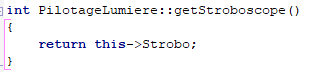 int PilotageLumiere::getStroboscope()
{
return this->Strobo;
}